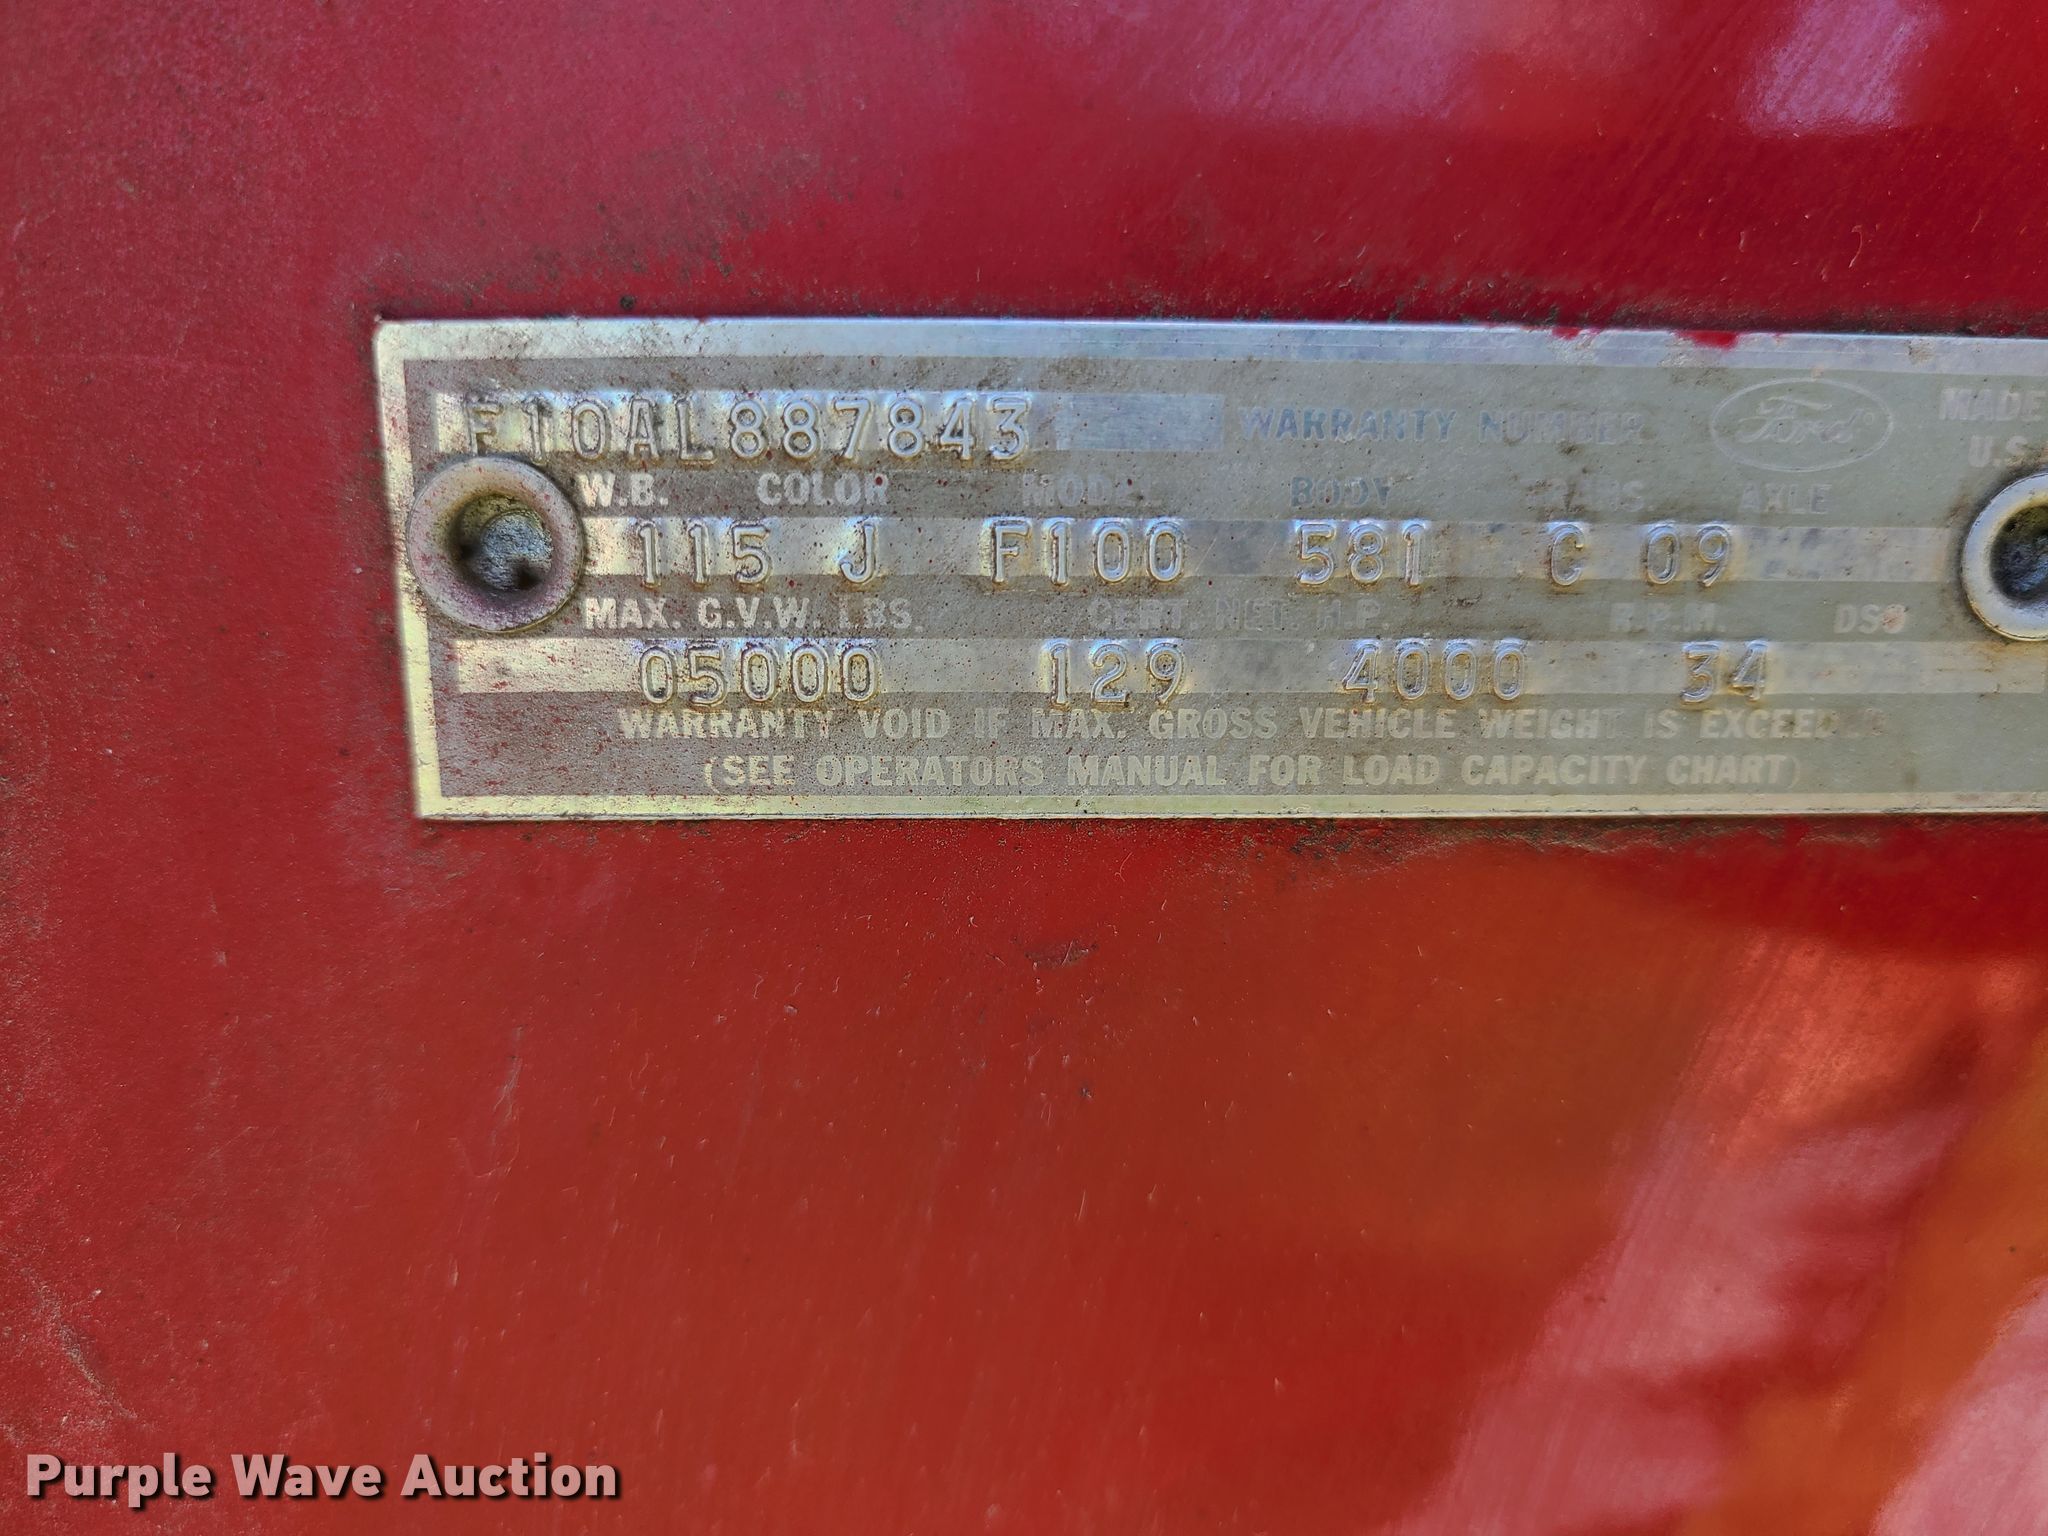 F10AL887843 WARRANTY NUMBER Ford MADE
U.S.
W.B. COLOR MODEL BODY TRANS. AXLE
115 J F100 581 C 09
MAX. G.V.W. LBS. CERT. NET H.P. R.P.M. DSO
05000 129 4000 34
WARRANTY VOID IF MAX. GROSS VEHICLE WEIGHT IS EXCEEDED
(SEE OPERATORS MANUAL FOR LOAD CAPACITY CHART)
Purple Wave Auction